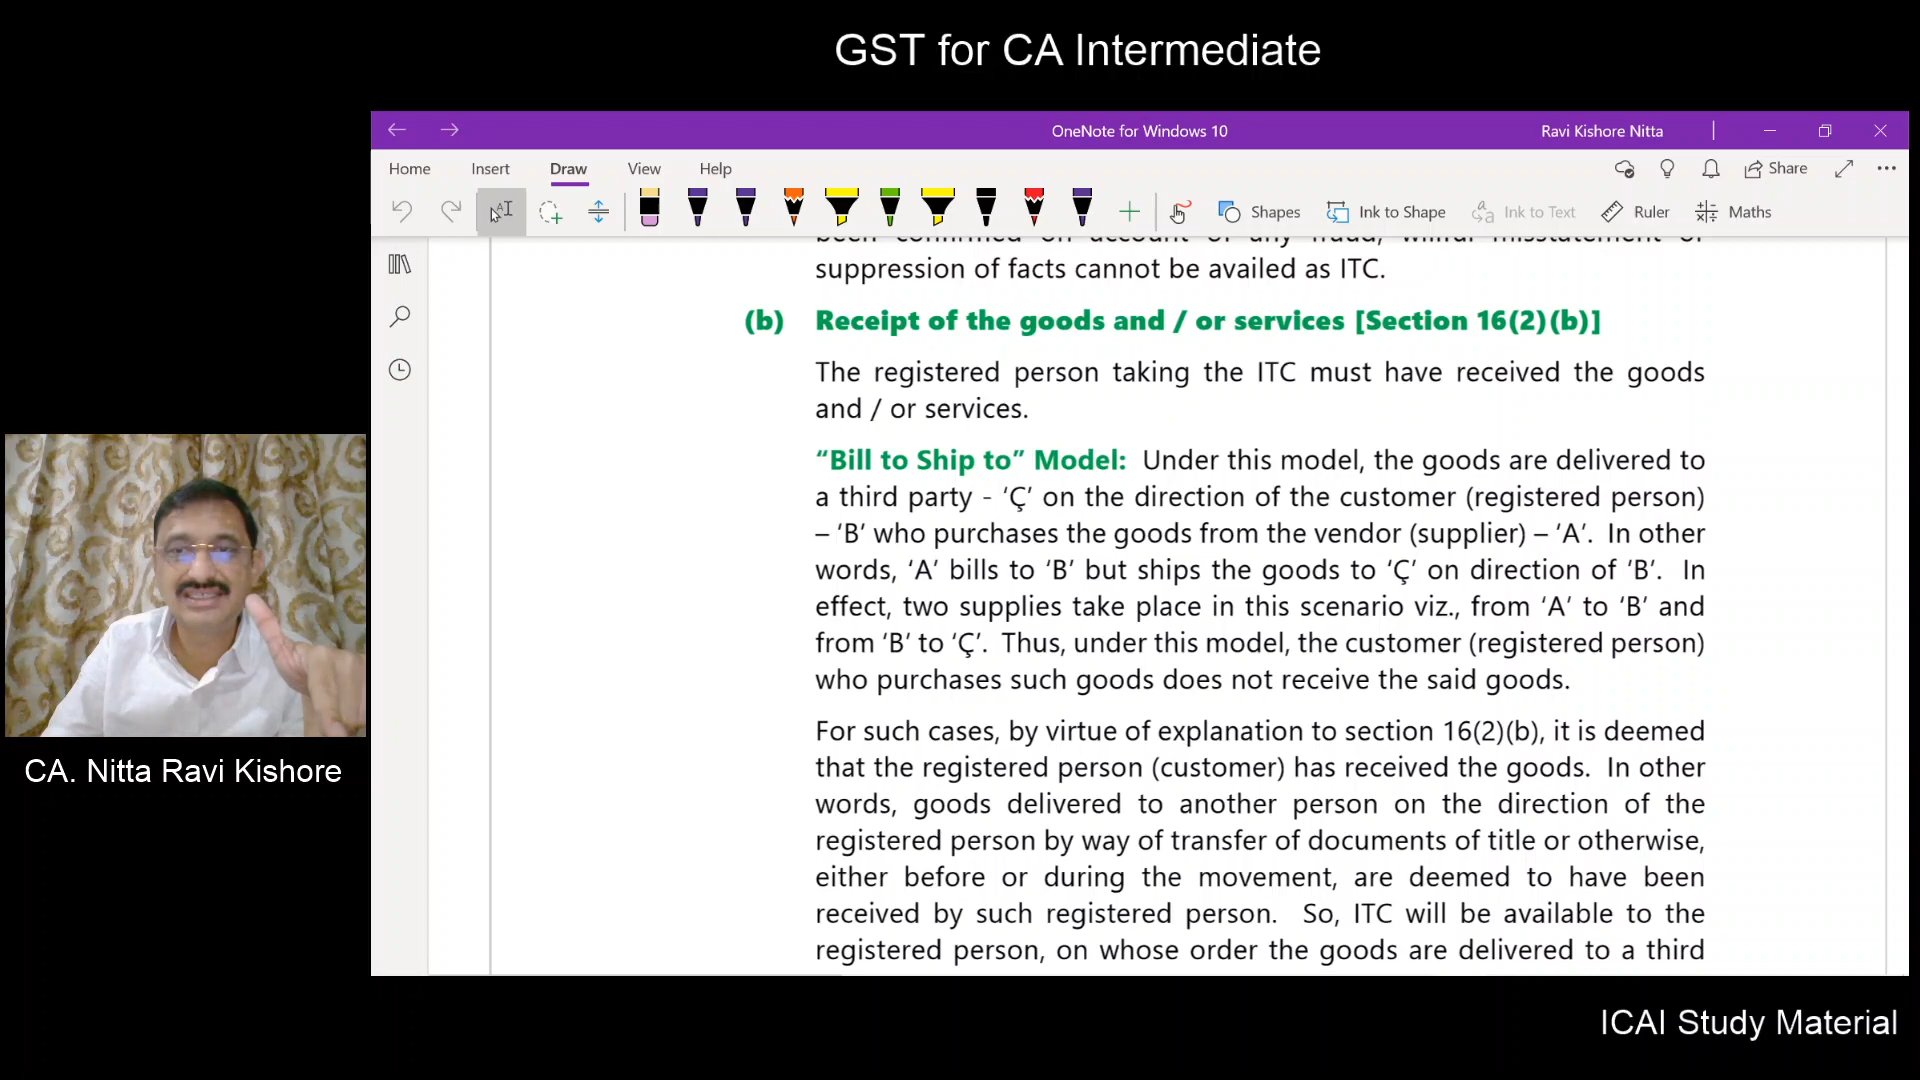 GST for CA Intermediate
OneNote for Windows 10
Ravi Kishore Nitta
Home Insert Draw View Help
Share
Shapes Ink to Shape Ink to Text Ruler Maths
been confirmed on account of any fraud, willful misstatement or
suppression of facts cannot be availed as ITC.
(b) Receipt of the goods and / or services [Section 16(2)(b)]
The registered person taking the ITC must have received the goods
and / or services.
“Bill to Ship to” Model: Under this model, the goods are delivered to
a third party - ‘Ç’ on the direction of the customer (registered person)
– ‘B’ who purchases the goods from the vendor (supplier) – ‘A’. In other
words, ‘A’ bills to ‘B’ but ships the goods to ‘Ç’ on direction of ‘B’. In
effect, two supplies take place in this scenario viz., from ‘A’ to ‘B’ and
from ‘B’ to ‘Ç’. Thus, under this model, the customer (registered person)
who purchases such goods does not receive the said goods.
For such cases, by virtue of explanation to section 16(2)(b), it is deemed
that the registered person (customer) has received the goods. In other
words, goods delivered to another person on the direction of the
registered person by way of transfer of documents of title or otherwise,
either before or during the movement, are deemed to have been
received by such registered person. So, ITC will be available to the
registered person, on whose order the goods are delivered to a third
CA. Nitta Ravi Kishore
ICAI Study Material